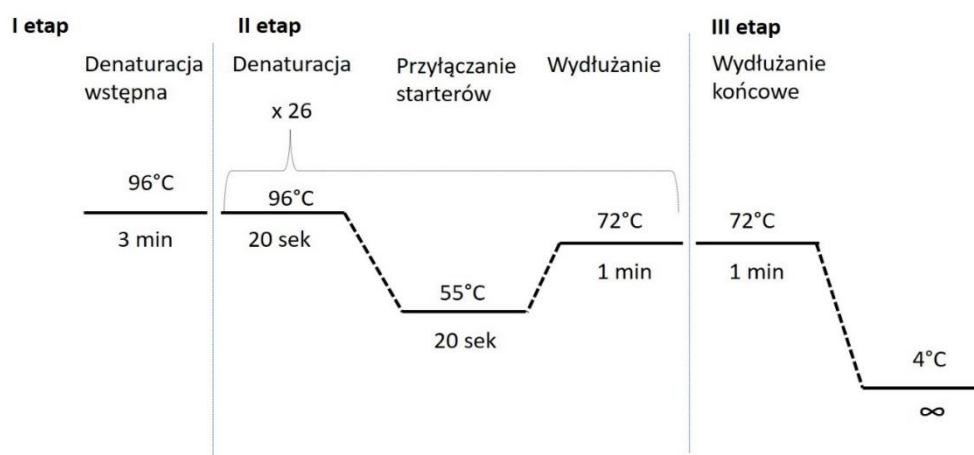 I etap
II etap
III etap
Denaturacja
wstępna
Denaturacja
Przyłączanie
starterów
Wydłużanie
Wydłużanie
końcowe
x 26
96°C
3 min
96°C
20 sek
55°C
20 sek
72°C
1 min
72°C
1 min
4°C
∞